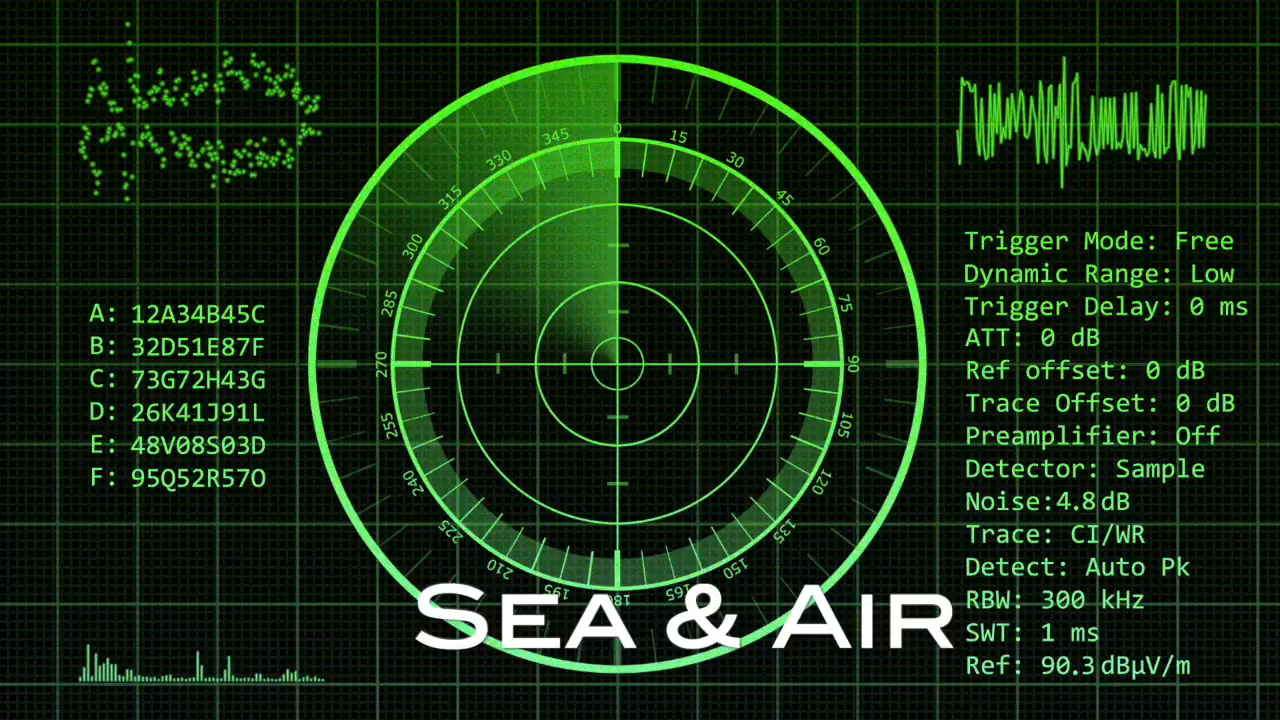 345
0
15
330
30
315
45
300
60
285
75
270
90
255
105
240
120
225
135
210
150
195
180
165
A: 12A34B45C
B: 32D51E87F
C: 73G72H43G
D: 26K41J91L
E: 48V08S03D
F: 95Q52R57O
Trigger Mode: Free
Dynamic Range: Low
Trigger Delay: 0 ms
ATT: 0 dB
Ref offset: 0 dB
Trace Offset: 0 dB
Preamplifier: Off
Detector: Sample
Noise:4.8dB
Trace: CI/WR
Detect: Auto Pk
RBW: 300 kHz
SWT: 1 ms
Ref: 90.3dBµV/m
SEA & AIR